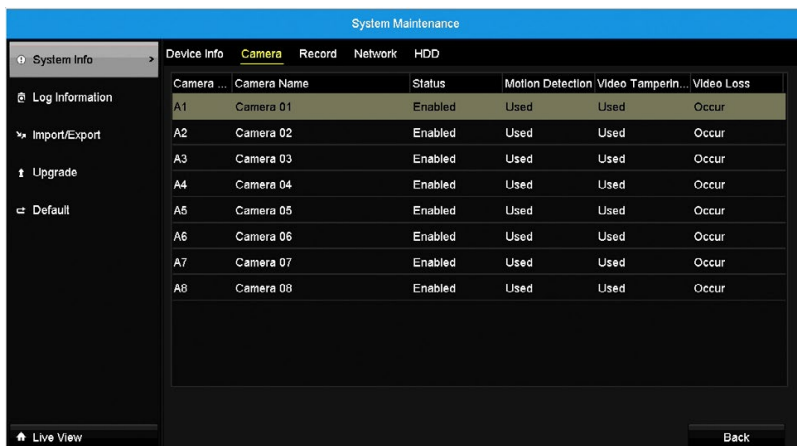 System Maintenance
System Info >
Log Information
Import/Export
Upgrade
Default
Live View
Device Info Camera Record Network HDD
Camera ... Camera Name Status Motion Detection Video Tamperin... Video Loss
A1 Camera 01 Enabled Used Used Occur
A2 Camera 02 Enabled Used Used Occur
A3 Camera 03 Enabled Used Used Occur
A4 Camera 04 Enabled Used Used Occur
A5 Camera 05 Enabled Used Used Occur
A6 Camera 06 Enabled Used Used Occur
A7 Camera 07 Enabled Used Used Occur
A8 Camera 08 Enabled Used Used Occur
Back